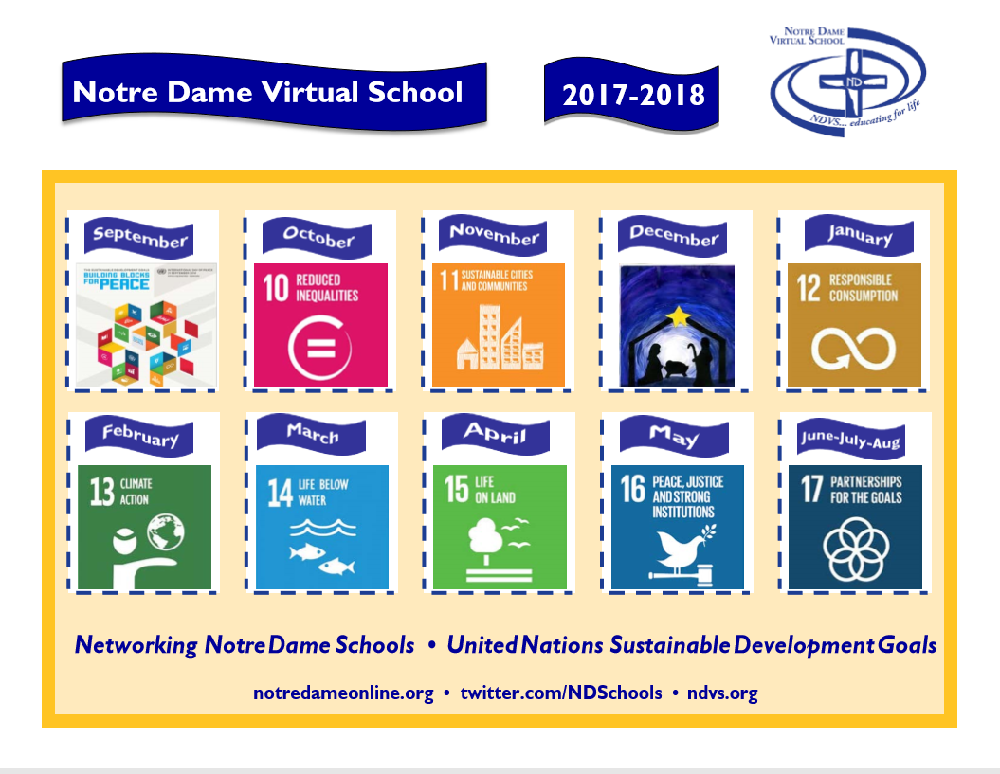 Notre Dame Virtual School
2017-2018
NOTRE DAME
VIRTUAL SCHOOL
ND
NDVS... educating for life
September
THE SUSTAINABLE DEVELOPMENT GOALS
BUILDING BLOCKS
FOR PEACE
October
10 REDUCED
INEQUALITIES
November
11 SUSTAINABLE CITIES
AND COMMUNITIES
December
January
12 RESPONSIBLE
CONSUMPTION
February
13 CLIMATE
ACTION
March
14 LIFE BELOW
WATER
April
15 LIFE
ON LAND
May
16 PEACE, JUSTICE
AND STRONG
INSTITUTIONS
June-July-Aug
17 PARTNERSHIPS
FOR THE GOALS
Networking Notre Dame Schools • United Nations Sustainable Development Goals
notredameonline.org • twitter.com/NDSchools • ndvs.org